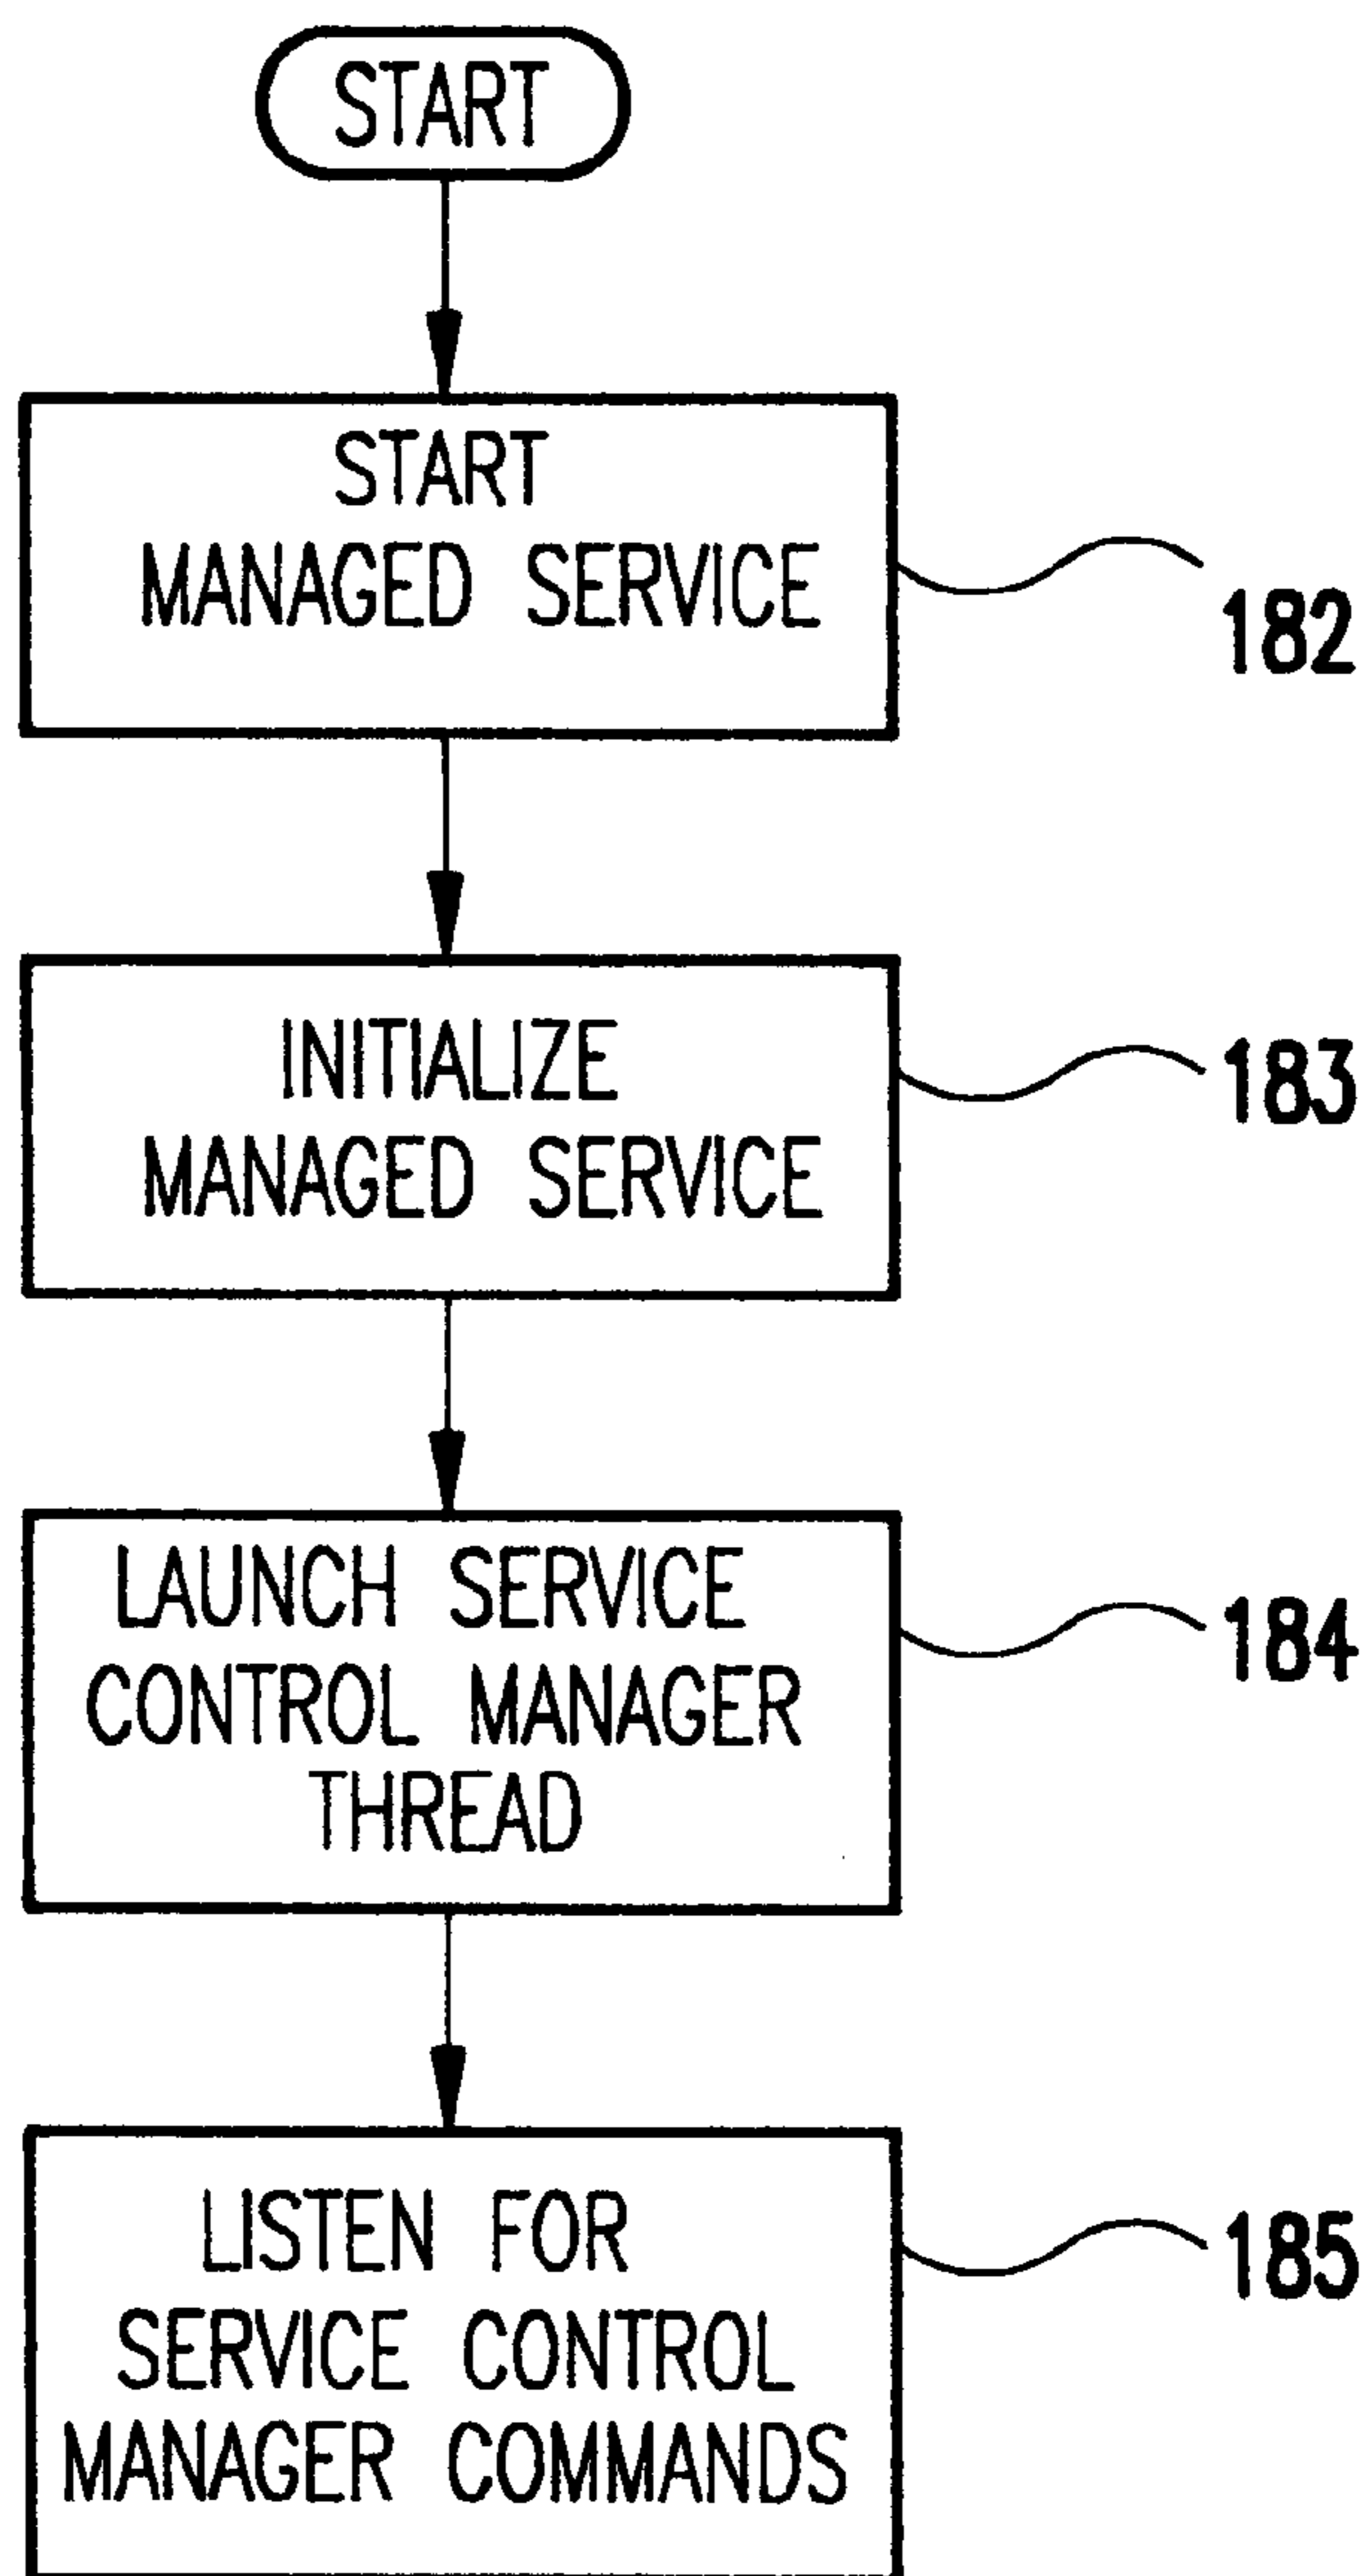 START
START
MANAGED SERVICE
182
INITIALIZE
MANAGED SERVICE
183
LAUNCH SERVICE
CONTROL MANAGER
THREAD
184
LISTEN FOR
SERVICE CONTROL
MANAGER COMMANDS
185